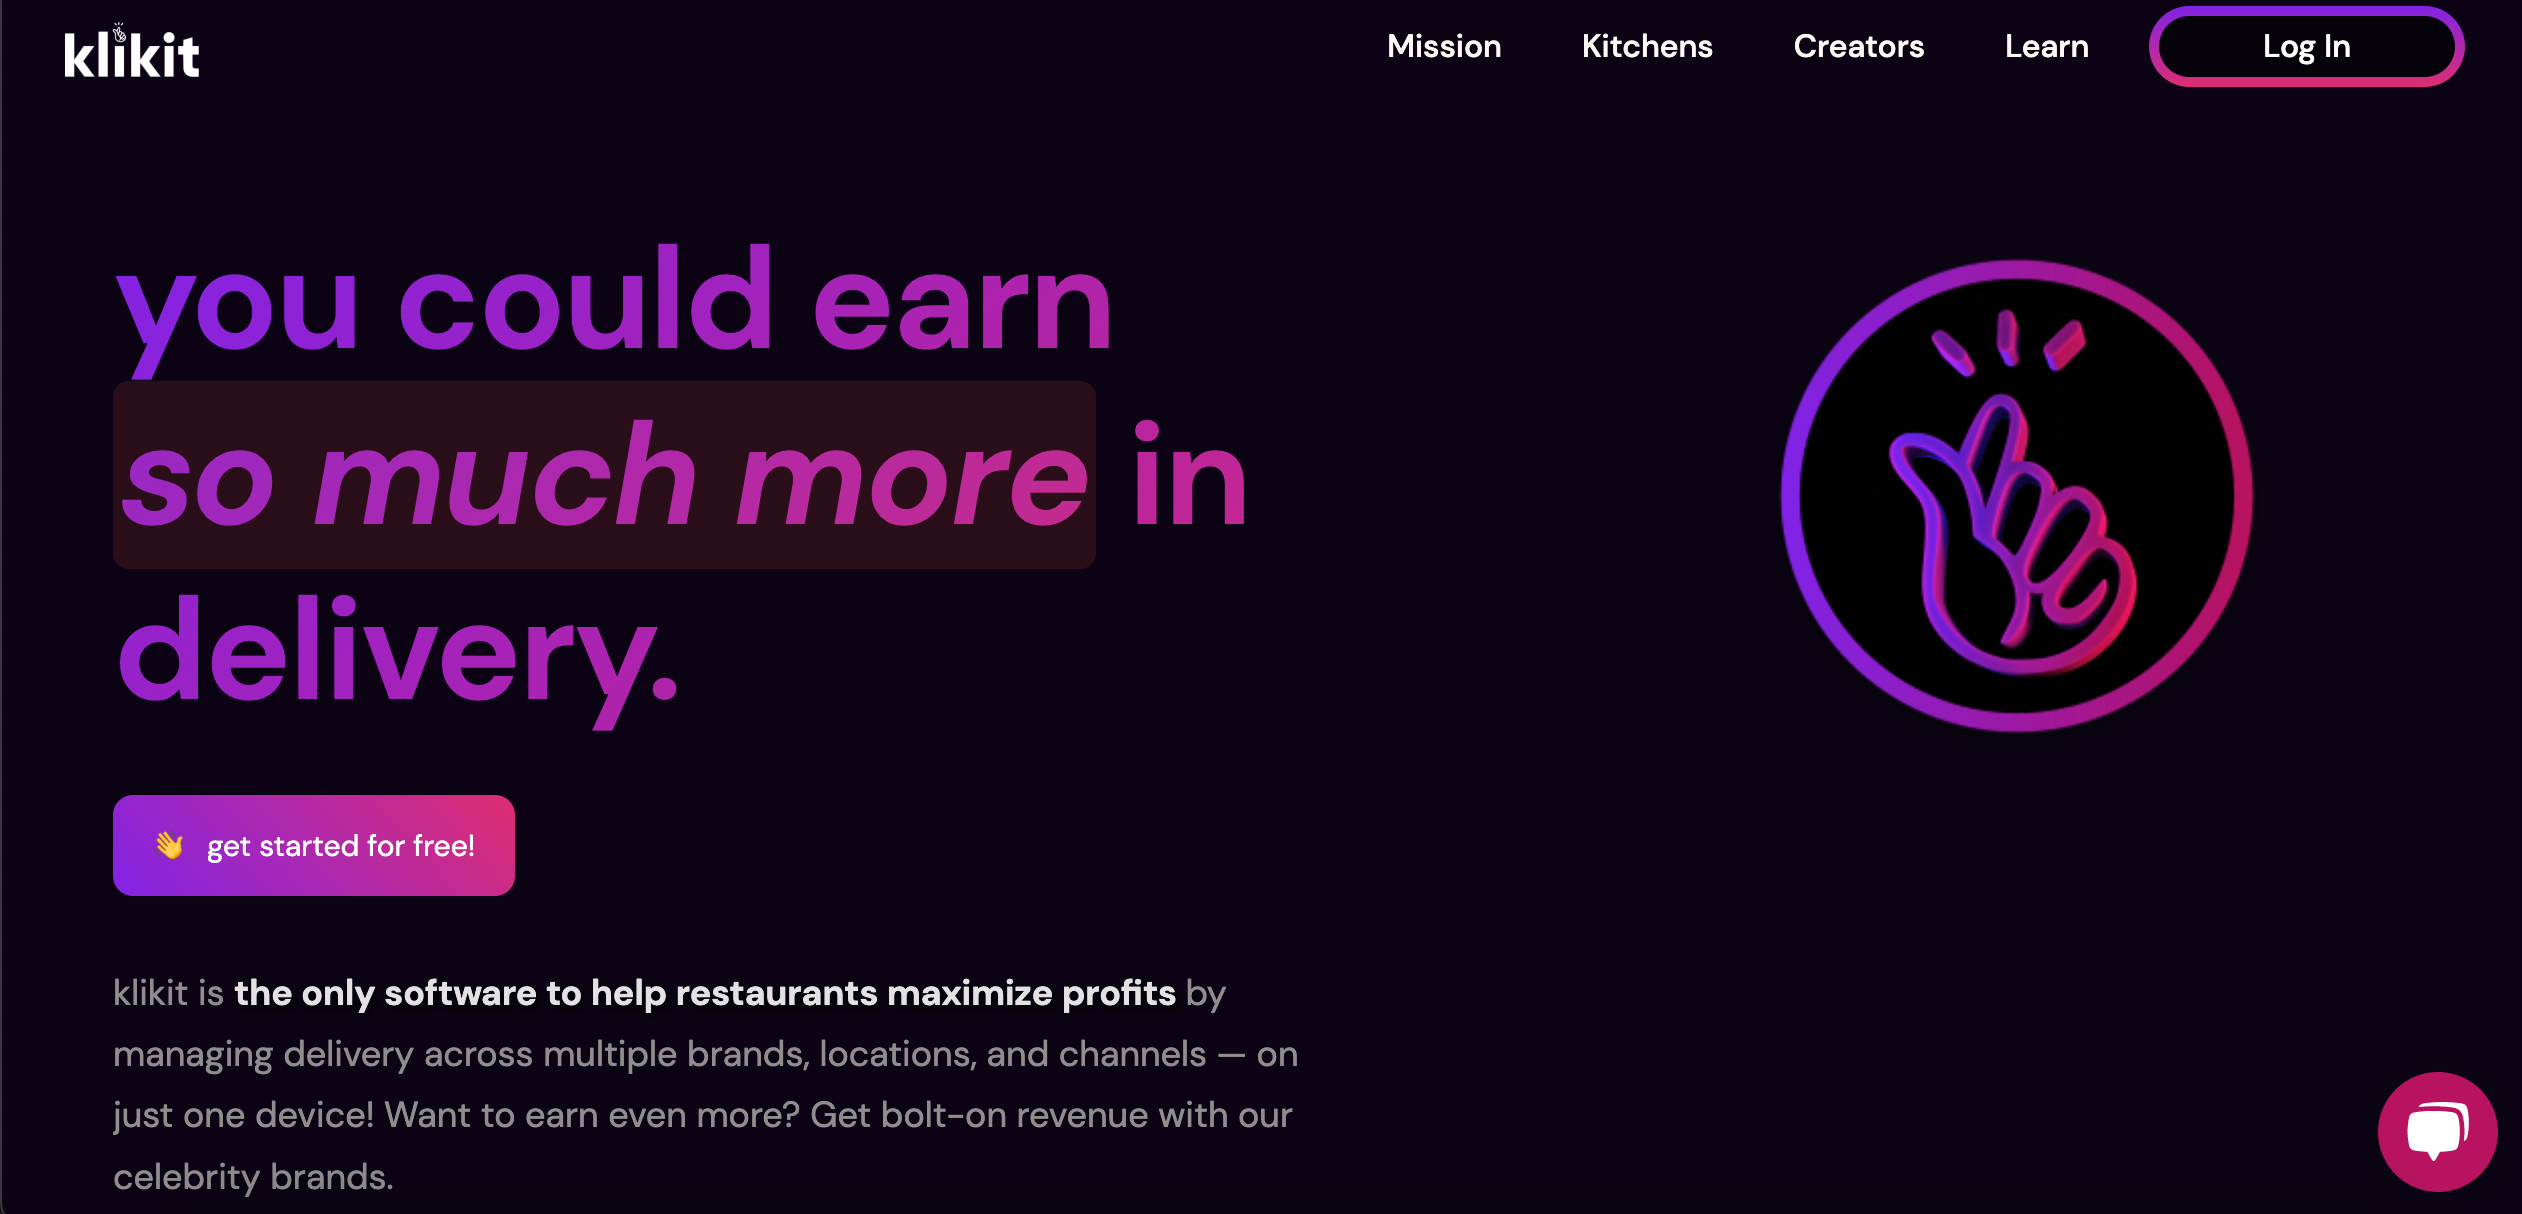 klikit
Mission
Kitchens
Creators
Learn
Log In
you could earn
so much more in
delivery.
👋 get started for free!
klikit is the only software to help restaurants maximize profits by
managing delivery across multiple brands, locations, and channels — on
just one device! Want to earn even more? Get bolt-on revenue with our
celebrity brands.